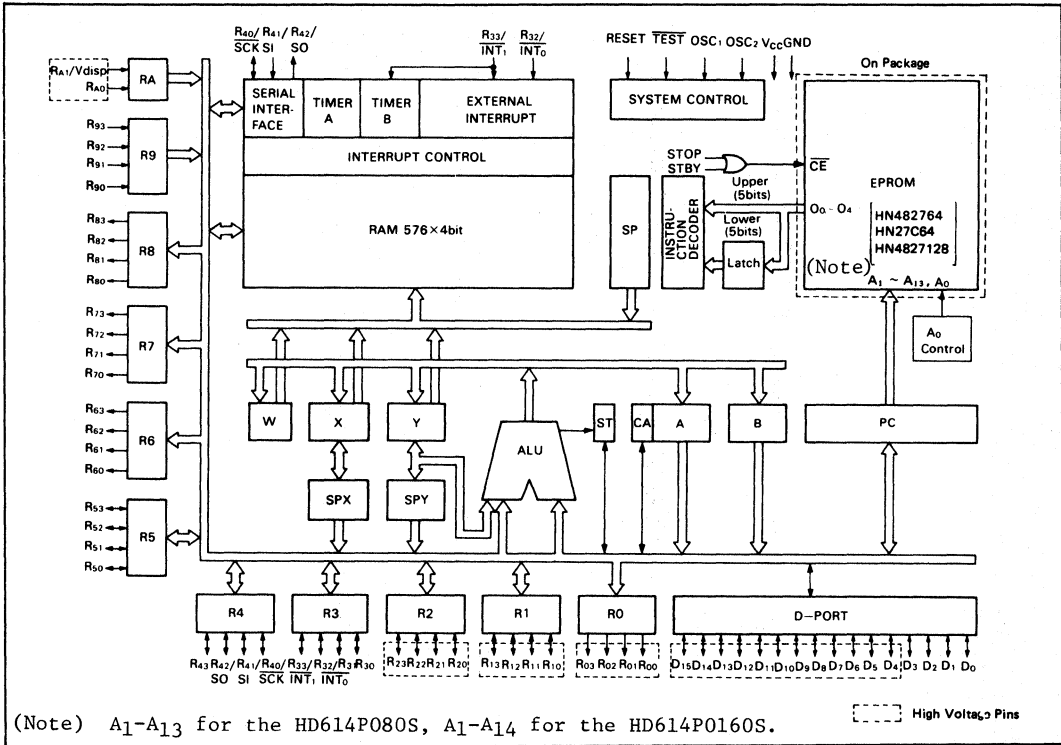 R40/ R41/ R42/
SCK SI SO
R33/ R32/
INT1 INT0
RESET TEST OSC1 OSC2 VCC GND
On Package
RA1/Vdisp
RA0
RA
SERIAL INTER-FACE
TIMER A
TIMER B
EXTERNAL INTERRUPT
SYSTEM CONTROL
INTERRUPT CONTROL
RAM 576×4bit
R93
R92
R91
R90
R9
R83
R82
R81
R80
R8
R73
R72
R71
R70
R7
R63
R62
R61
R60
R6
R53
R52
R51
R50
R5
STOP
STBY
CE
Upper
(5bits)
Lower
(5bits)
SP
INSTRU-
CTION
DECODER
Latch
EPROM
O0 ~ O4
HN482764
HN27C64
HN4827128
(Note)
A1 ~ A13, A0
A0
Control
W
X
Y
ALU
ST
CA
A
B
PC
SPX
SPY
R4
R3
R2
R1
R0
D-PORT
R43 R42/ R41/ R40/
SO SI SCK
R33/ R32/ R31 R30
INT1 INT0
R23 R22 R21 R20
R13 R12 R11 R10
R03 R02 R01 R00
D15 D14 D13 D12 D11 D10 D9 D8 D7 D6 D5 D4 D3 D2 D1 D0
(Note) A1-A13 for the HD614P080S, A1-A14 for the HD614P0160S.
High Voltage Pins